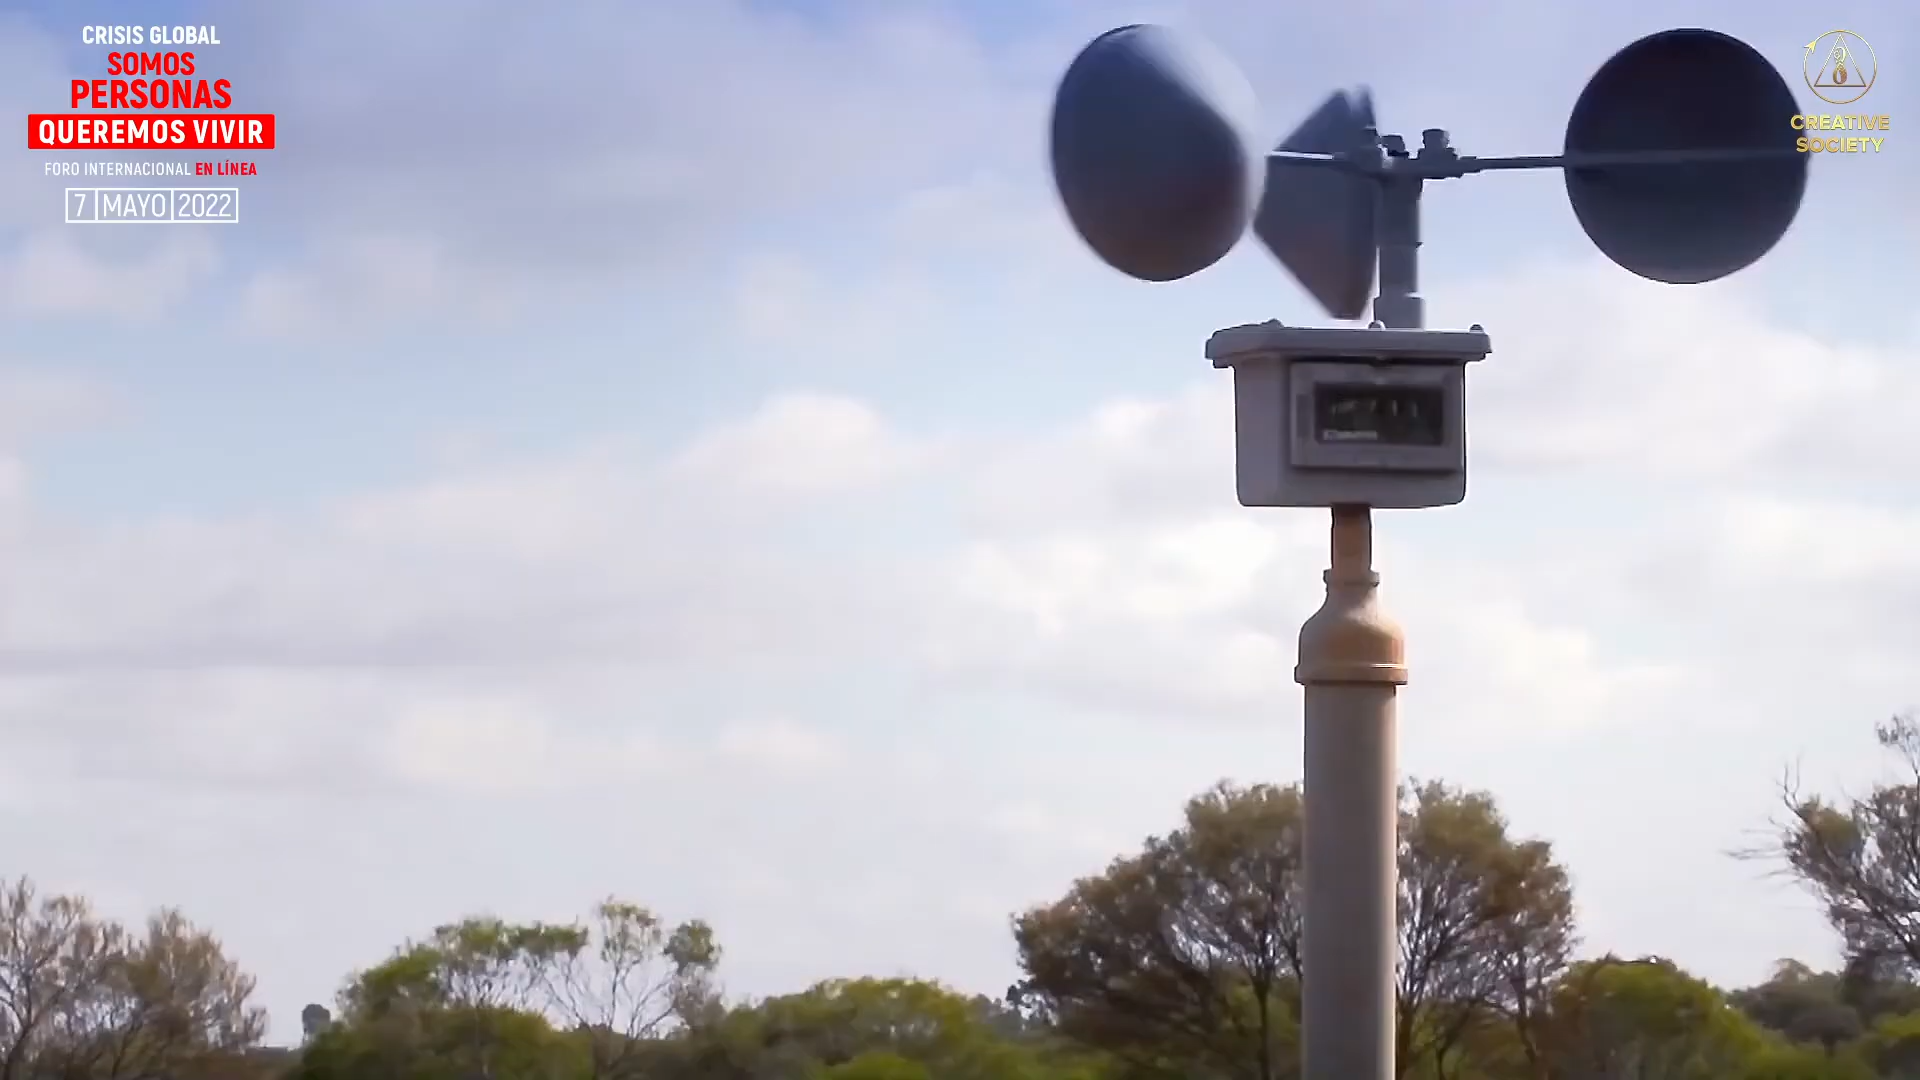 CRISIS GLOBAL
SOMOS
PERSONAS
QUEREMOS VIVIR
FORO INTERNACIONAL EN LÍNEA
7 MAYO 2022
CREATIVE
SOCIETY